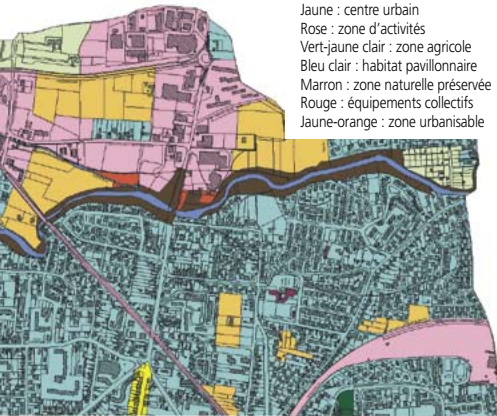 Jaune : centre urbain
Rose : zone d'activités
Vert-jaune clair : zone agricole
Bleu clair : habitat pavillonnaire
Marron : zone naturelle préservée
Rouge : équipements collectifs
Jaune-orange : zone urbanisable